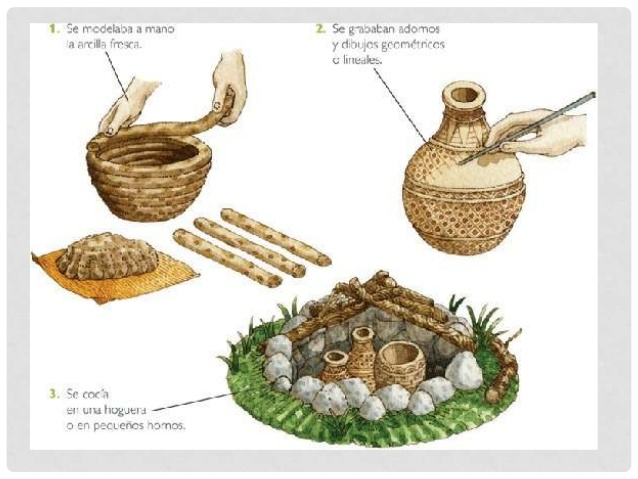 1. Se modelaba a mano
la arcilla fresca.
2. Se grababan adornos
y dibujos geométricos
o lineales.
3. Se cocía
en una hoguera
o en pequeños hornos.